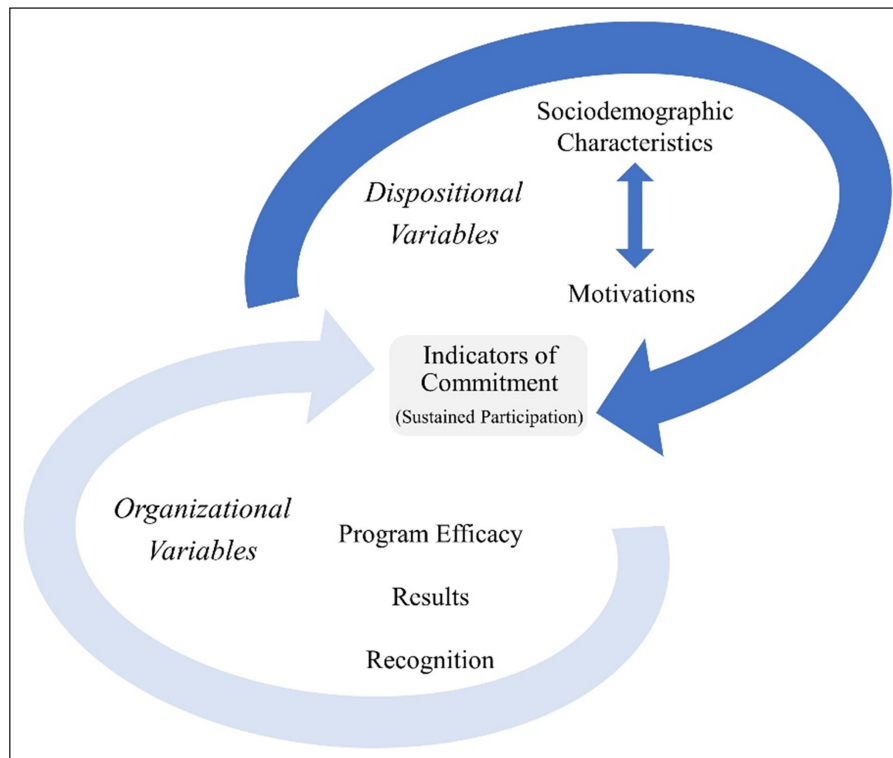 Sociodemographic
Characteristics
Dispositional
Variables
Motivations
Indicators of
Commitment
(Sustained Participation)
Organizational
Variables
Program Efficacy
Results
Recognition